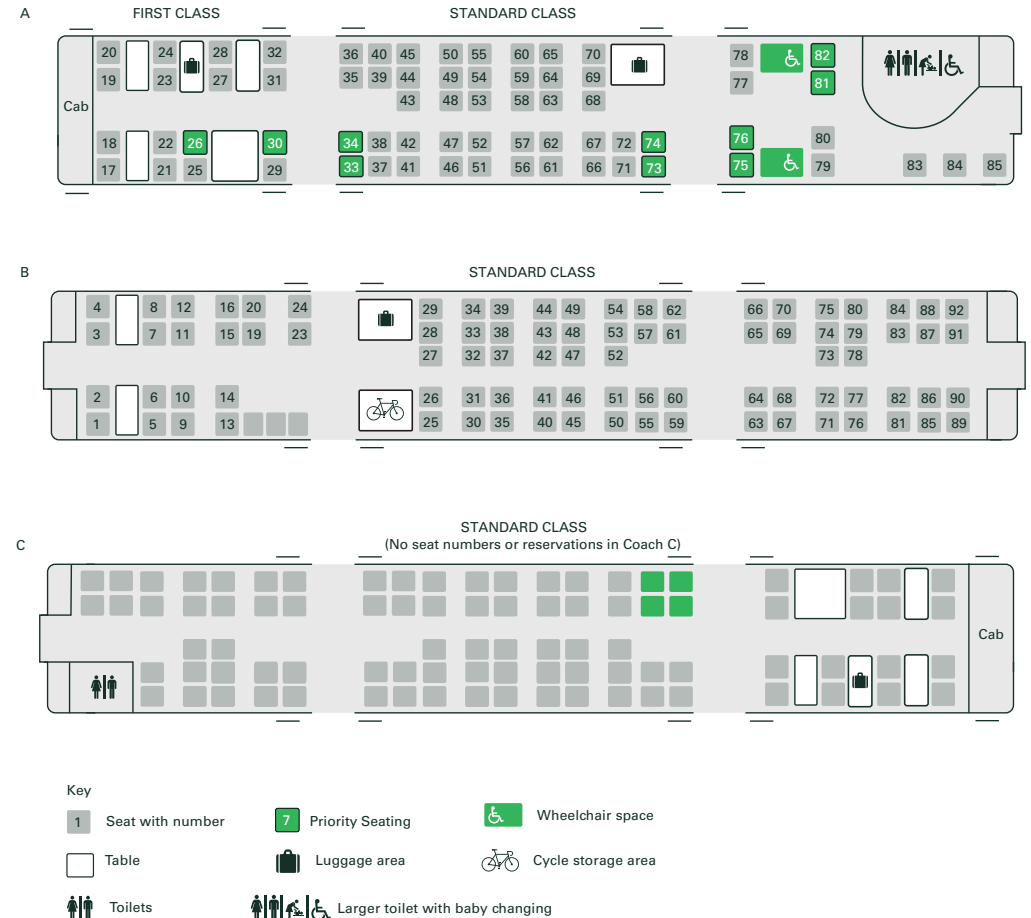 A FIRST CLASS STANDARD CLASS
20 24 28 32 36 40 45 50 55 60 65 70 78 82
19 23 27 31 35 39 44 49 54 59 64 69 77 81
43 48 53 58 63 68
Cab
18 22 26 30 34 38 42 47 52 57 62 67 72 74 76 80
17 21 25 29 33 37 41 46 51 56 61 66 71 73 75 79 83 84 85
B STANDARD CLASS
4 8 12 16 20 24 29 34 39 44 49 54 58 62 66 70 75 80 84 88 92
3 7 11 15 19 23 28 33 38 43 48 53 57 61 65 69 74 79 83 87 91
27 32 37 42 47 52 73 78
2 6 10 14 26 31 36 41 46 51 56 60 64 68 72 77 82 86 90
1 5 9 13 25 30 35 40 45 50 55 59 63 67 71 76 81 85 89
STANDARD CLASS
C (No seat numbers or reservations in Coach C)
Cab
Key
1 Seat with number
7 Priority Seating
Wheelchair space
Table
Luggage area
Cycle storage area
Toilets
Larger toilet with baby changing